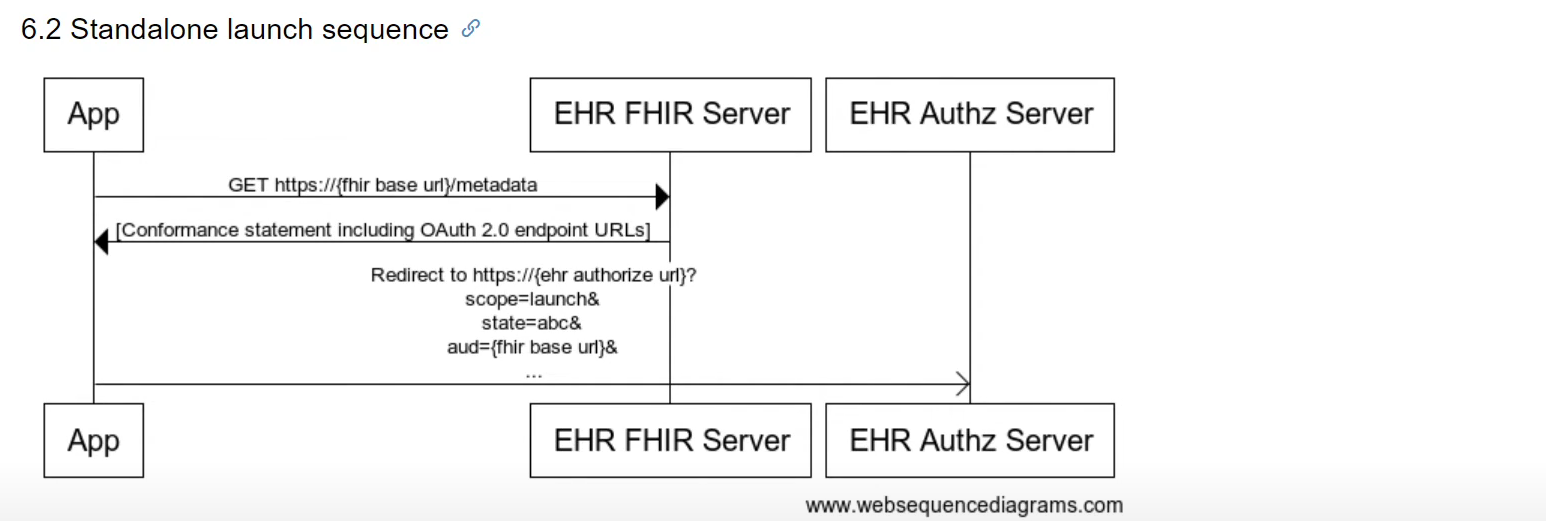 6.2 Standalone launch sequence
App
EHR FHIR Server
EHR Authz Server
GET https://{fhir base url}/metadata
[Conformance statement including OAuth 2.0 endpoint URLs]
Redirect to https://{ehr authorize url}?
scope=launch&
state=abc&
aud={fhir base url}&
...
App
EHR FHIR Server
EHR Authz Server
www.websequencediagrams.com